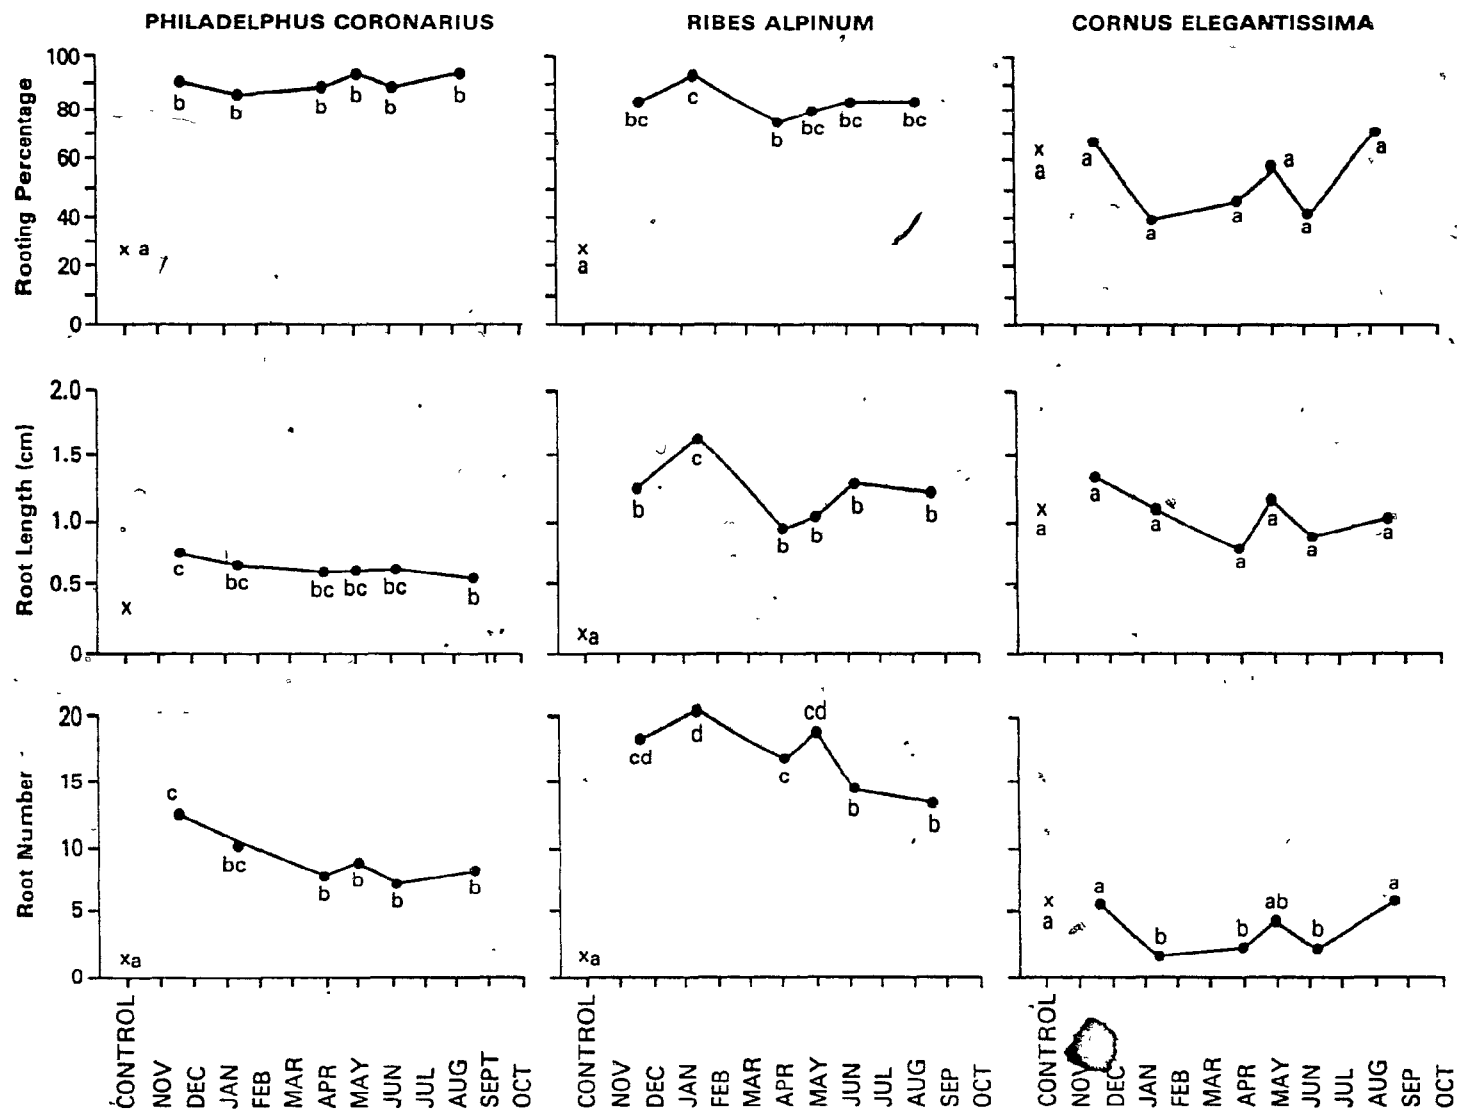 PHILADELPHUS CORONARIUS
RIBES ALPINUM
CORNUS ELEGANTISSIMA
Rooting Percentage
100
80
60
40
20
0
x a
b b b b b b
x
a
bc c b bc bc bc
x
a
a a a a a a
Root Length (cm)
2.0
1.5
1.0
0.5
0
x
c bc bc bc bc b
xa
b c b b b b
x
a
a a a a a a
Root Number
20
15
10
5
0
xa
c bc b b b b
xa
cd d c cd b b
x
a
a b b ab b a
CONTROL NOV DEC JAN FEB MAR APR MAY JUN JUL AUG SEPT OCT
CONTROL NOV DEC JAN FEB MAR APR MAY JUN JUL AUG SEP OCT
CONTROL NOV DEC JAN FEB MAR APR MAY JUN JUL AUG SEP OCT